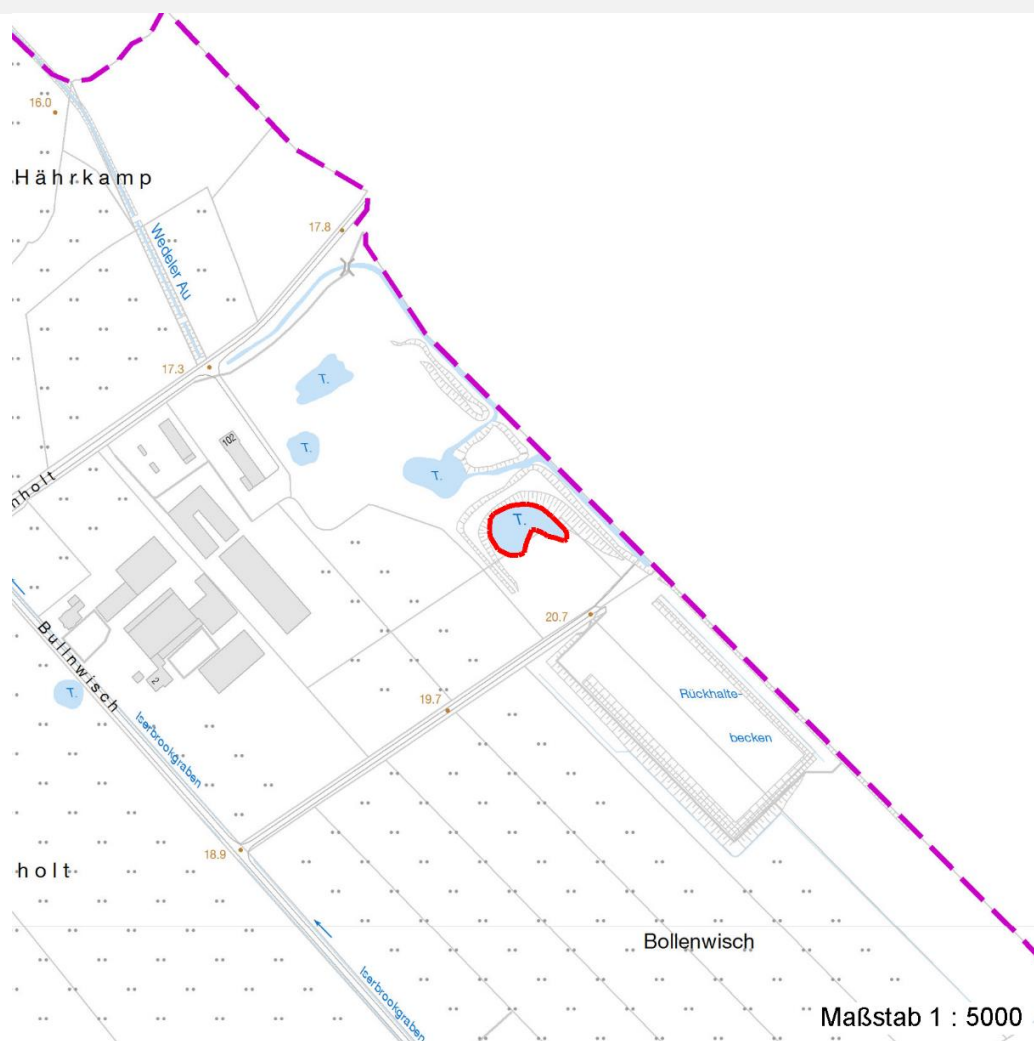 16.0
Hährkamp
17.8
Wedeler Au
17.3
T.
102
T.
T.
nholt
T.
20.7
Bullnwisch
2
T.
Rückhalte-
becken
19.7
Iserbrookgraben
18.9
holt
Bollenwisch
Iserbrookgraben
Maßstab 1 : 5000